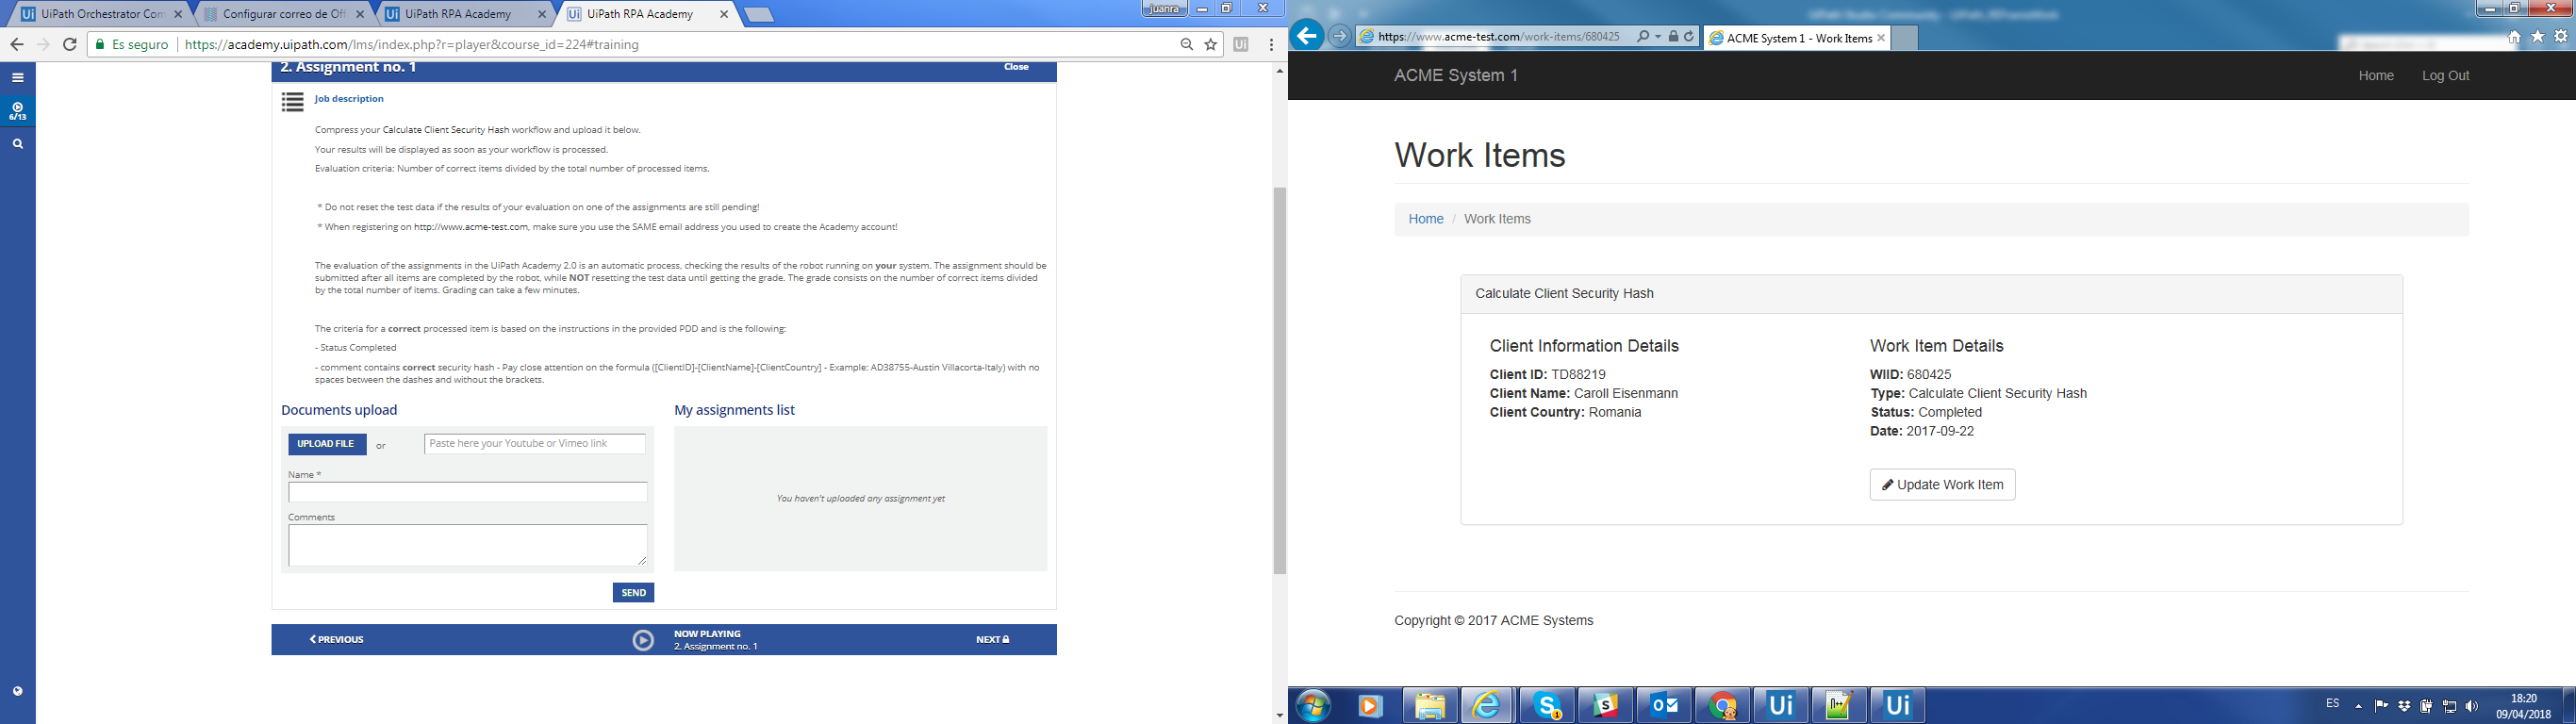 UiPath Orchestrator Com
Configurar correo de Off
UiPath RPA Academy
UiPath RPA Academy
juanra
Es seguro
https://academy.uipath.com/lms/index.php?r=player&course_id=224#training
6/13
2. Assignment no. 1
Close
Job description
Compress your Calculate Client Security Hash workflow and upload it below.
Your results will be displayed as soon as your workflow is processed.
Evaluation criteria: Number of correct items divided by the total number of processed items.
* Do not reset the test data if the results of your evaluation on one of the assignments are still pending!
* When registering on http://www.acme-test.com, make sure you use the SAME email address you used to create the Academy account!
The evaluation of the assignments in the UiPath Academy 2.0 is an automatic process, checking the results of the robot running on your system. The assignment should be
submitted after all items are completed by the robot, while NOT resetting the test data until getting the grade. The grade consists on the number of correct items divided
by the total number of items. Grading can take a few minutes.
The criteria for a correct processed item is based on the instructions in the provided PDD and is the following:
- Status Completed
- comment contains correct security hash - Pay close attention on the formula ([ClientID]-[ClientName]-[ClientCountry] - Example: AD38755-Austin Villacorta-Italy) with no
spaces between the dashes and without the brackets.
Documents upload
UPLOAD FILE
or
Paste here your Youtube or Vimeo link
Name *
Comments
SEND
My assignments list
You haven't uploaded any assignment yet
PREVIOUS
NOW PLAYING
2. Assignment no. 1
NEXT
https://www.acme-test.com/work-items/680425
ACME System 1 - Work Items
ACME System 1
Home
Log Out
Work Items
Home / Work Items
Calculate Client Security Hash
Client Information Details
Client ID: TD88219
Client Name: Caroll Eisenmann
Client Country: Romania
Work Item Details
WIID: 680425
Type: Calculate Client Security Hash
Status: Completed
Date: 2017-09-22
Update Work Item
Copyright © 2017 ACME Systems
ES
18:20
09/04/2018